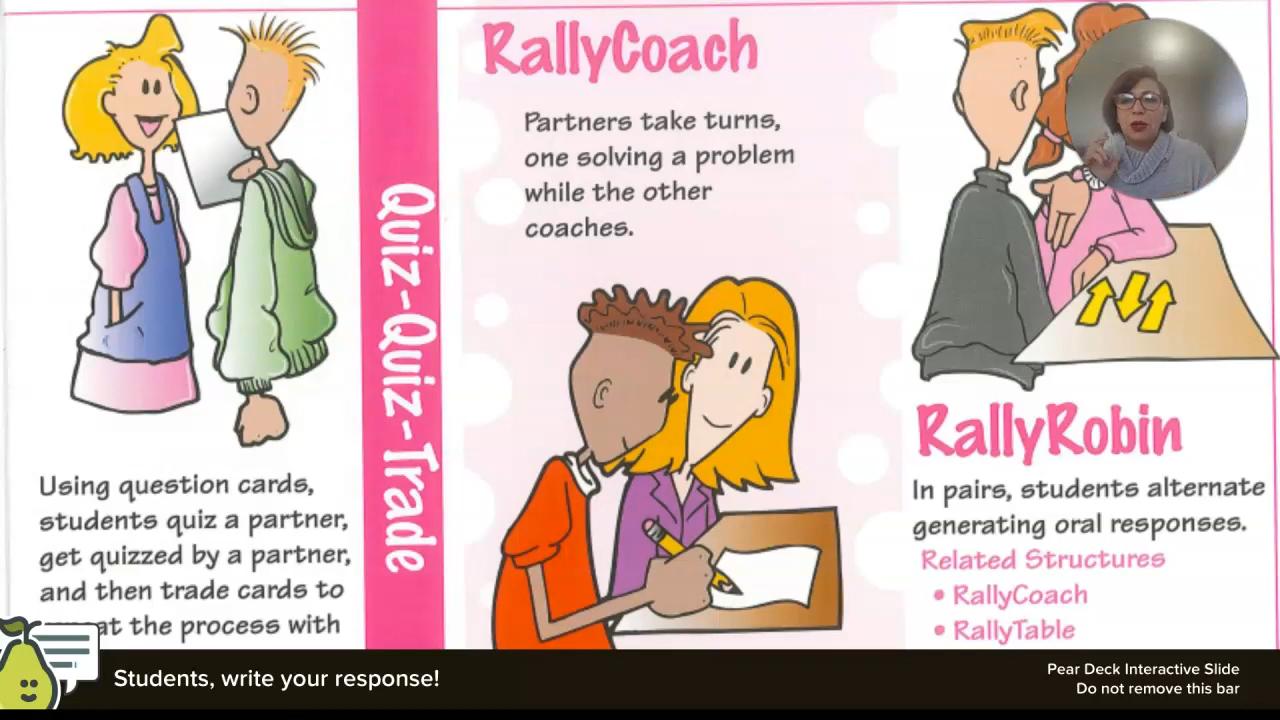 Using question cards,
students quiz a partner,
get quizzed by a partner,
and then trade cards to
at the process with
Quiz-Quiz-Trade
RallyCoach
Partners take turns,
one solving a problem
while the other
coaches.
RallyRobin
In pairs, students alternate
generating oral responses.
Related Structures
• RallyCoach
• RallyTable
Students, write your response!
Pear Deck Interactive Slide
Do not remove this bar